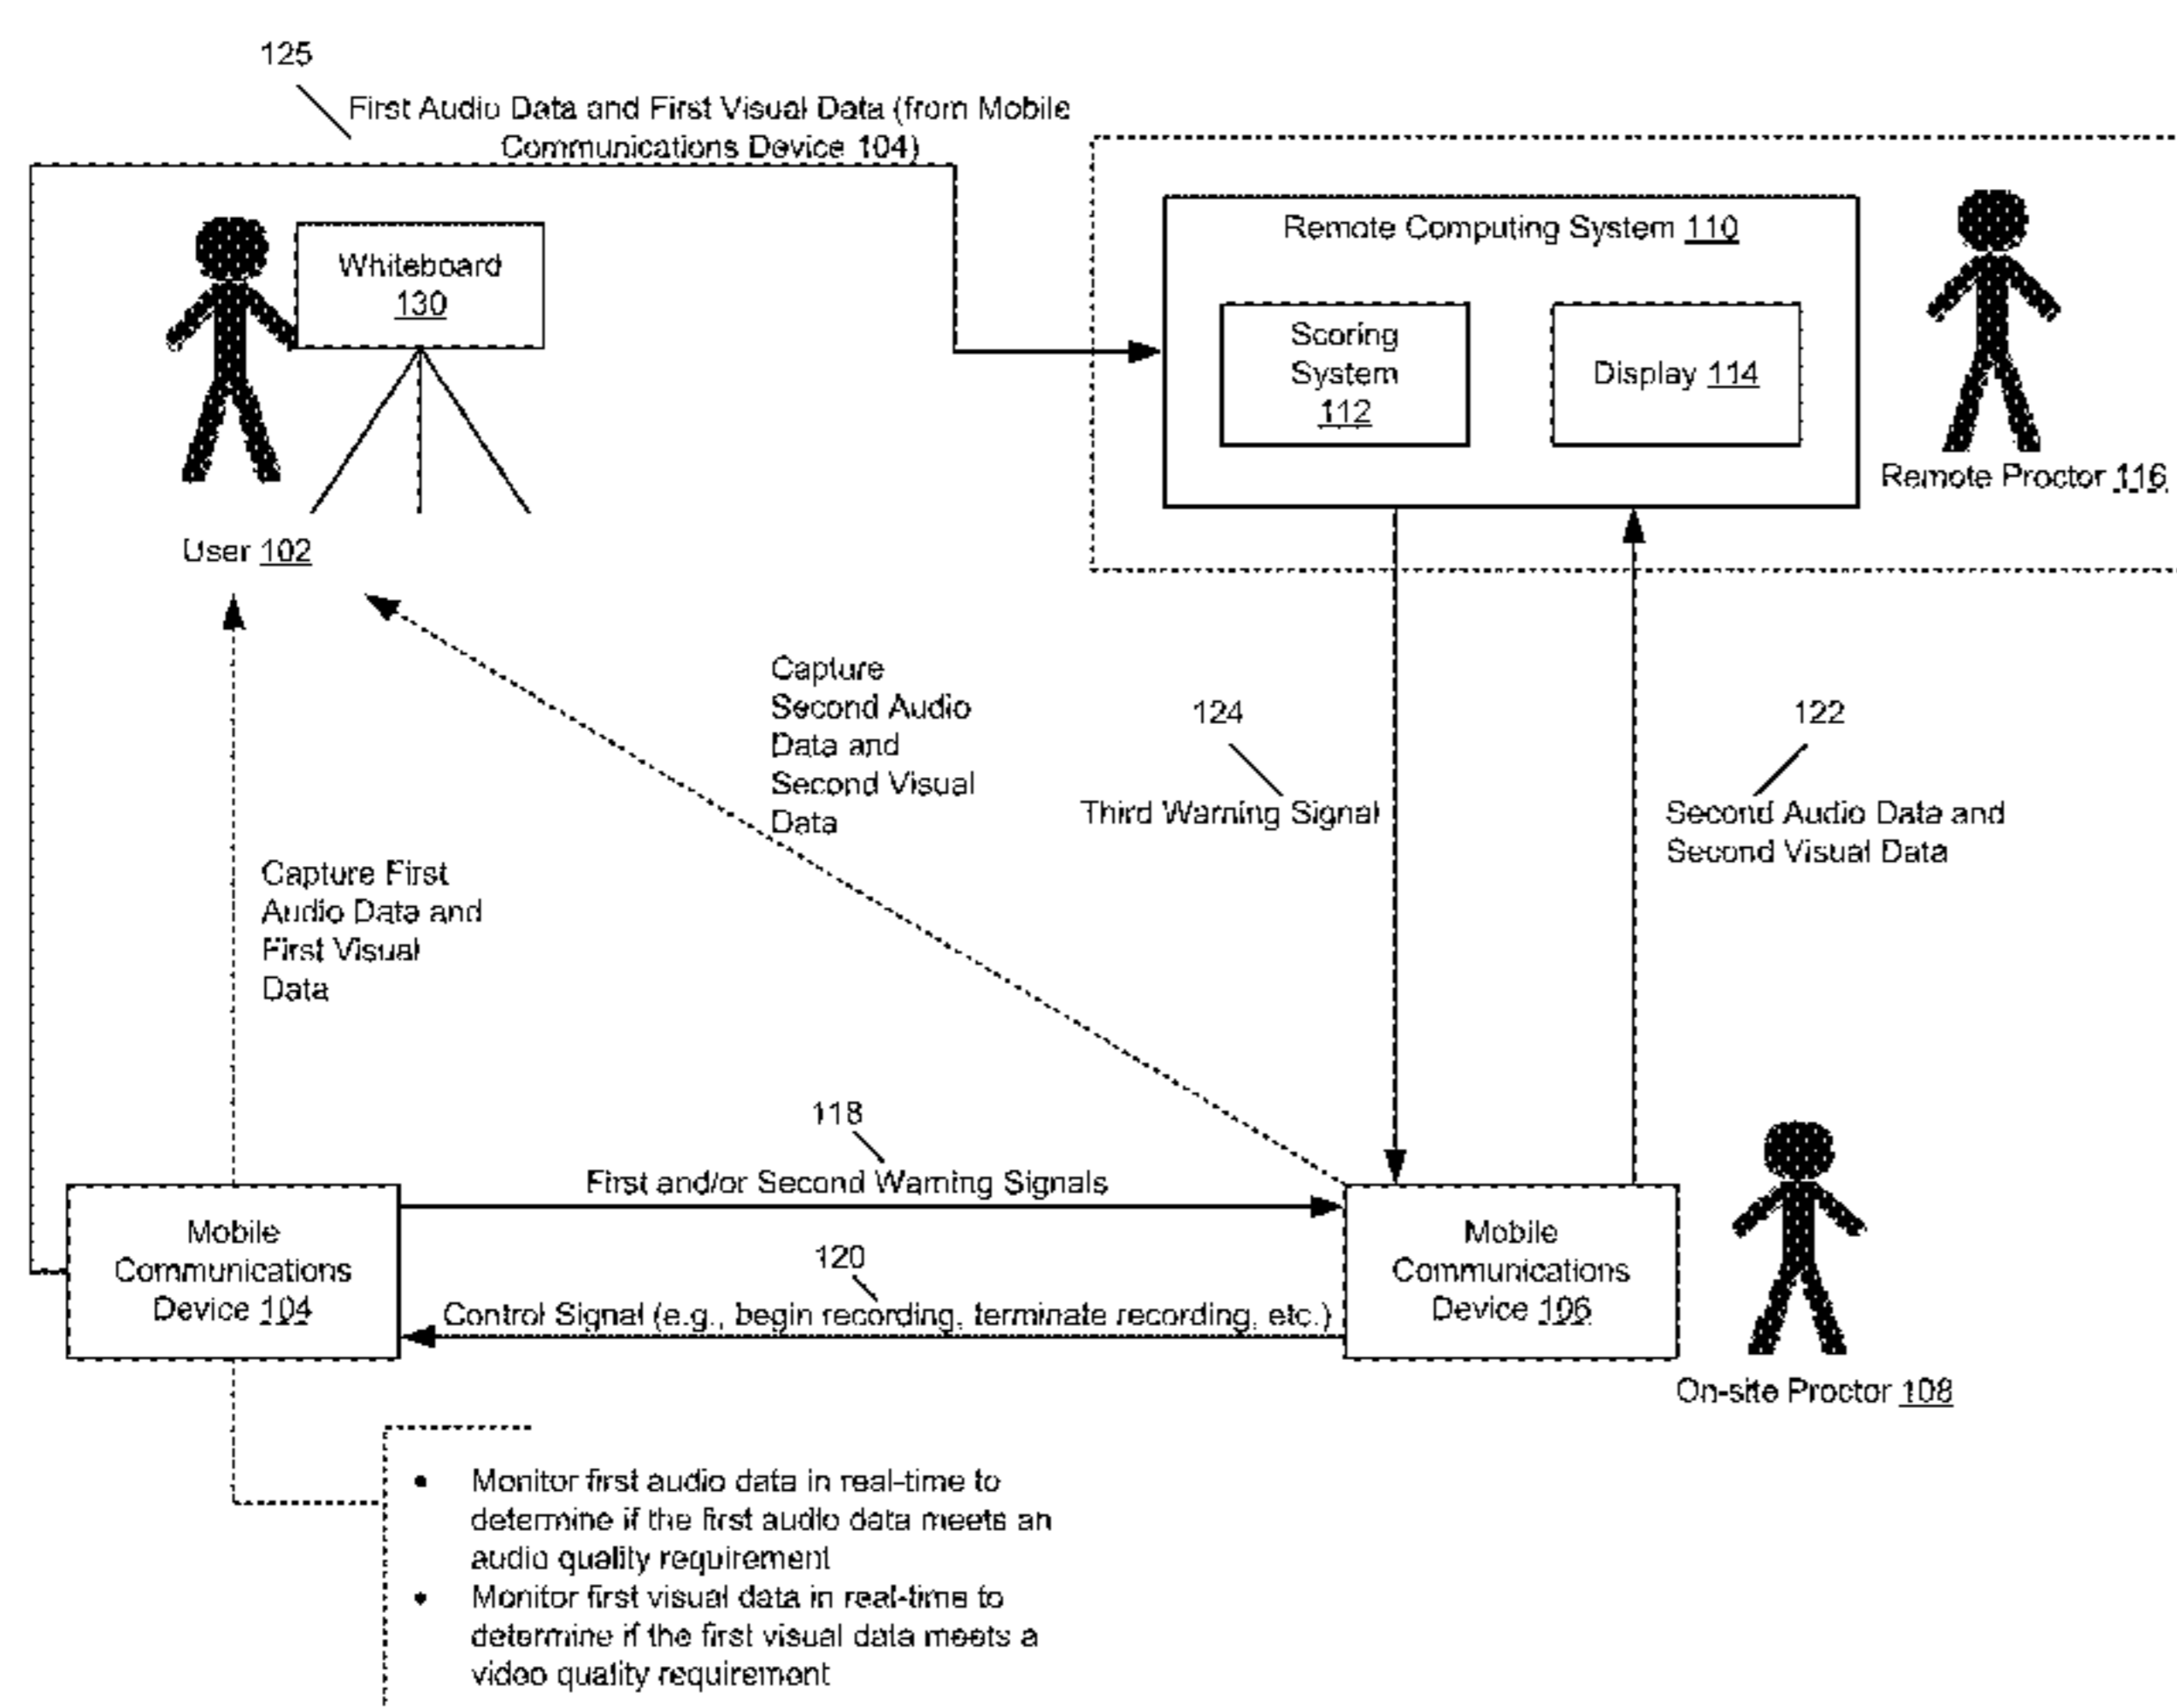 125
First Audio Data and First Visual Data (from Mobile
Communications Device 104)
Whiteboard
130
User 102
Remote Computing System 110
Scoring
System
112
Display 114
Remote Proctor 116
Capture
Second Audio
Data and
Second Visual
Data
124
Third Warning Signal
122
Second Audio Data and
Second Visual Data
Capture First
Audio Data and
First Visual
Data
118
First and/or Second Warning Signals
Mobile
Communications
Device 104
120
Control Signal (e.g., begin recording, terminate recording, etc.)
Mobile
Communications
Device 106
On-site Proctor 108
• Monitor first audio data in real-time to
determine if the first audio data meets an
audio quality requirement
• Monitor first visual data in real-time to
determine if the first visual data meets a
video quality requirement